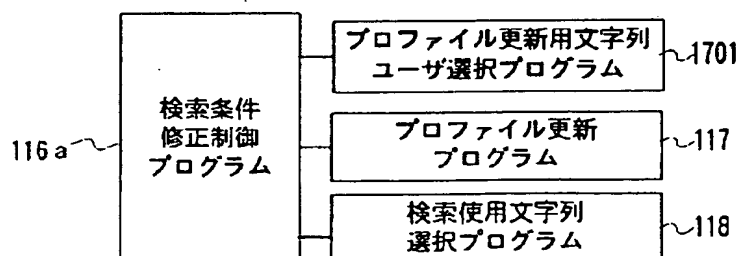 116a
検索条件
修正制御
プログラム
プロファイル更新用文字列
ユーザ選択プログラム
1701
プロファイル更新
プログラム
117
検索使用文字列
選択プログラム
118